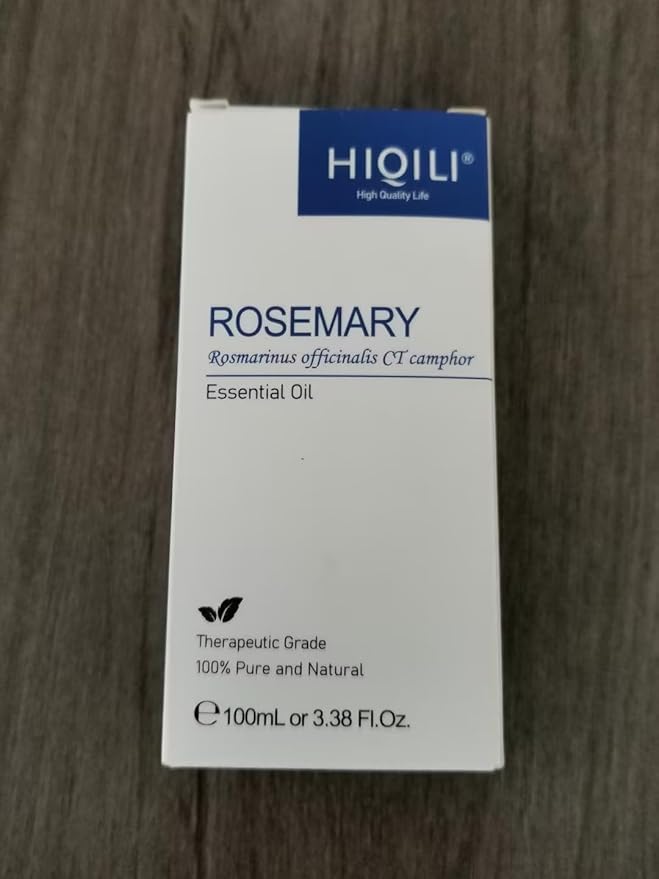 HIQILI®
High Quality Life
ROSEMARY
Rosmarinus officinalis CT camphor
Essential Oil
Therapeutic Grade
100% Pure and Natural
℮100mL or 3.38 Fl.Oz.